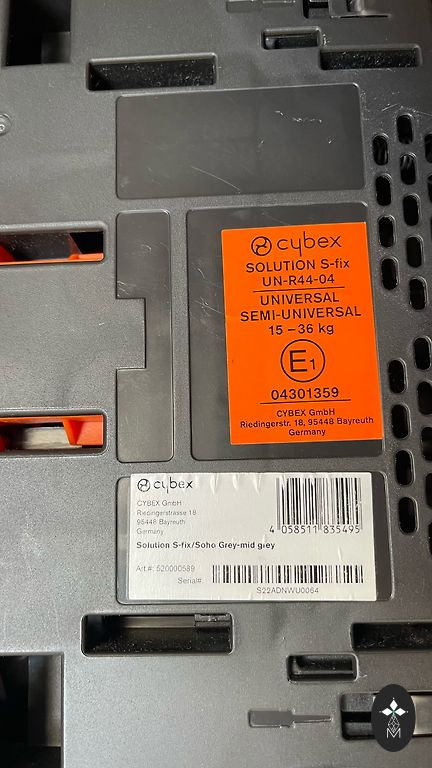 cybex
SOLUTION S-fix
UN-R44-04
UNIVERSAL
SEMI-UNIVERSAL
15 – 36 kg
E1
04301359
CYBEX GmbH
Riedingerstr. 18, 95448 Bayreuth
Germany
cybex
CYBEX GmbH
Riedingerstrasse 18
95448 Bayreuth
Germany
4 058511 835495
Solution S-fix/Soho Grey-mid grey
Art.#: 520000589
Serial#:
S22ADNWU0064
M